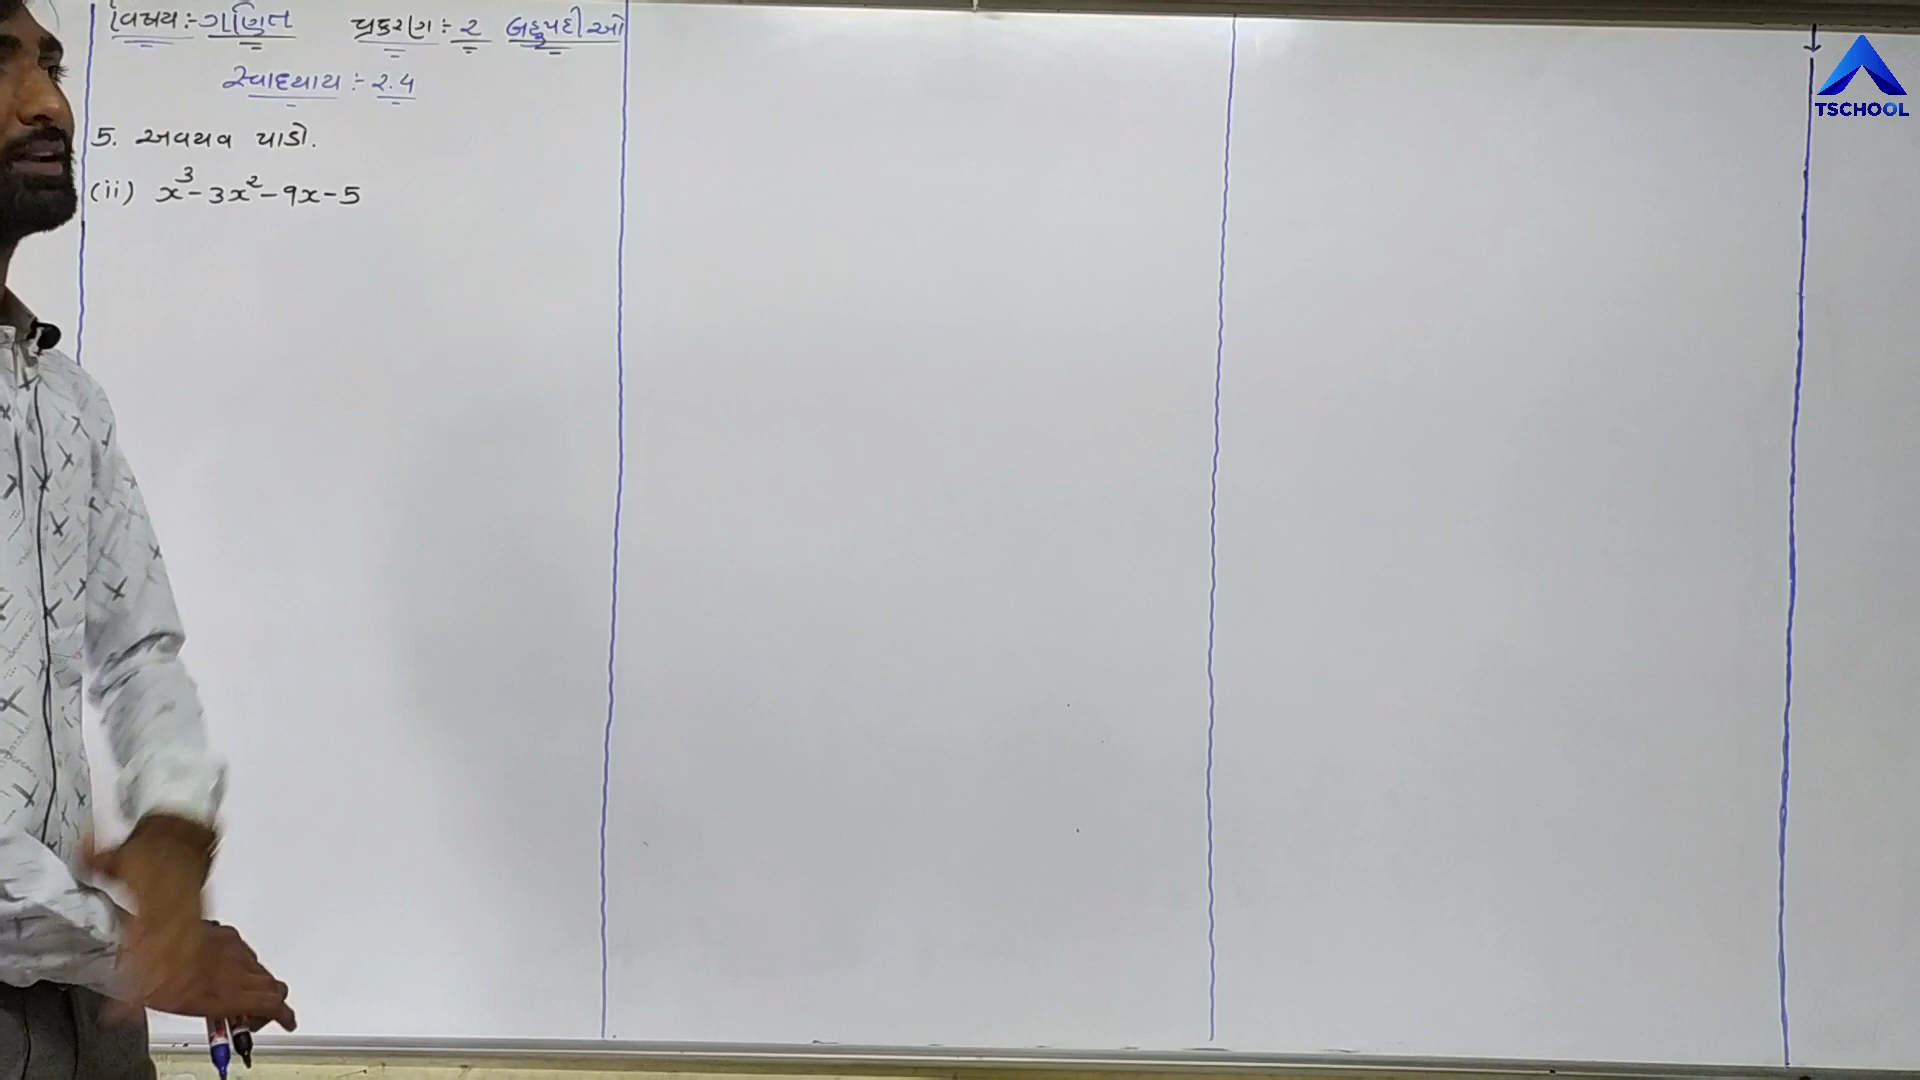 વિષય :- ગણિત પ્રકરણ :- ૨ બહુપદીઓ
સ્વાધ્યાય :- ૨.૫
5. અવયવ પાડો.
(ii) x³ - 3x² - 9x - 5
TSCHOOL